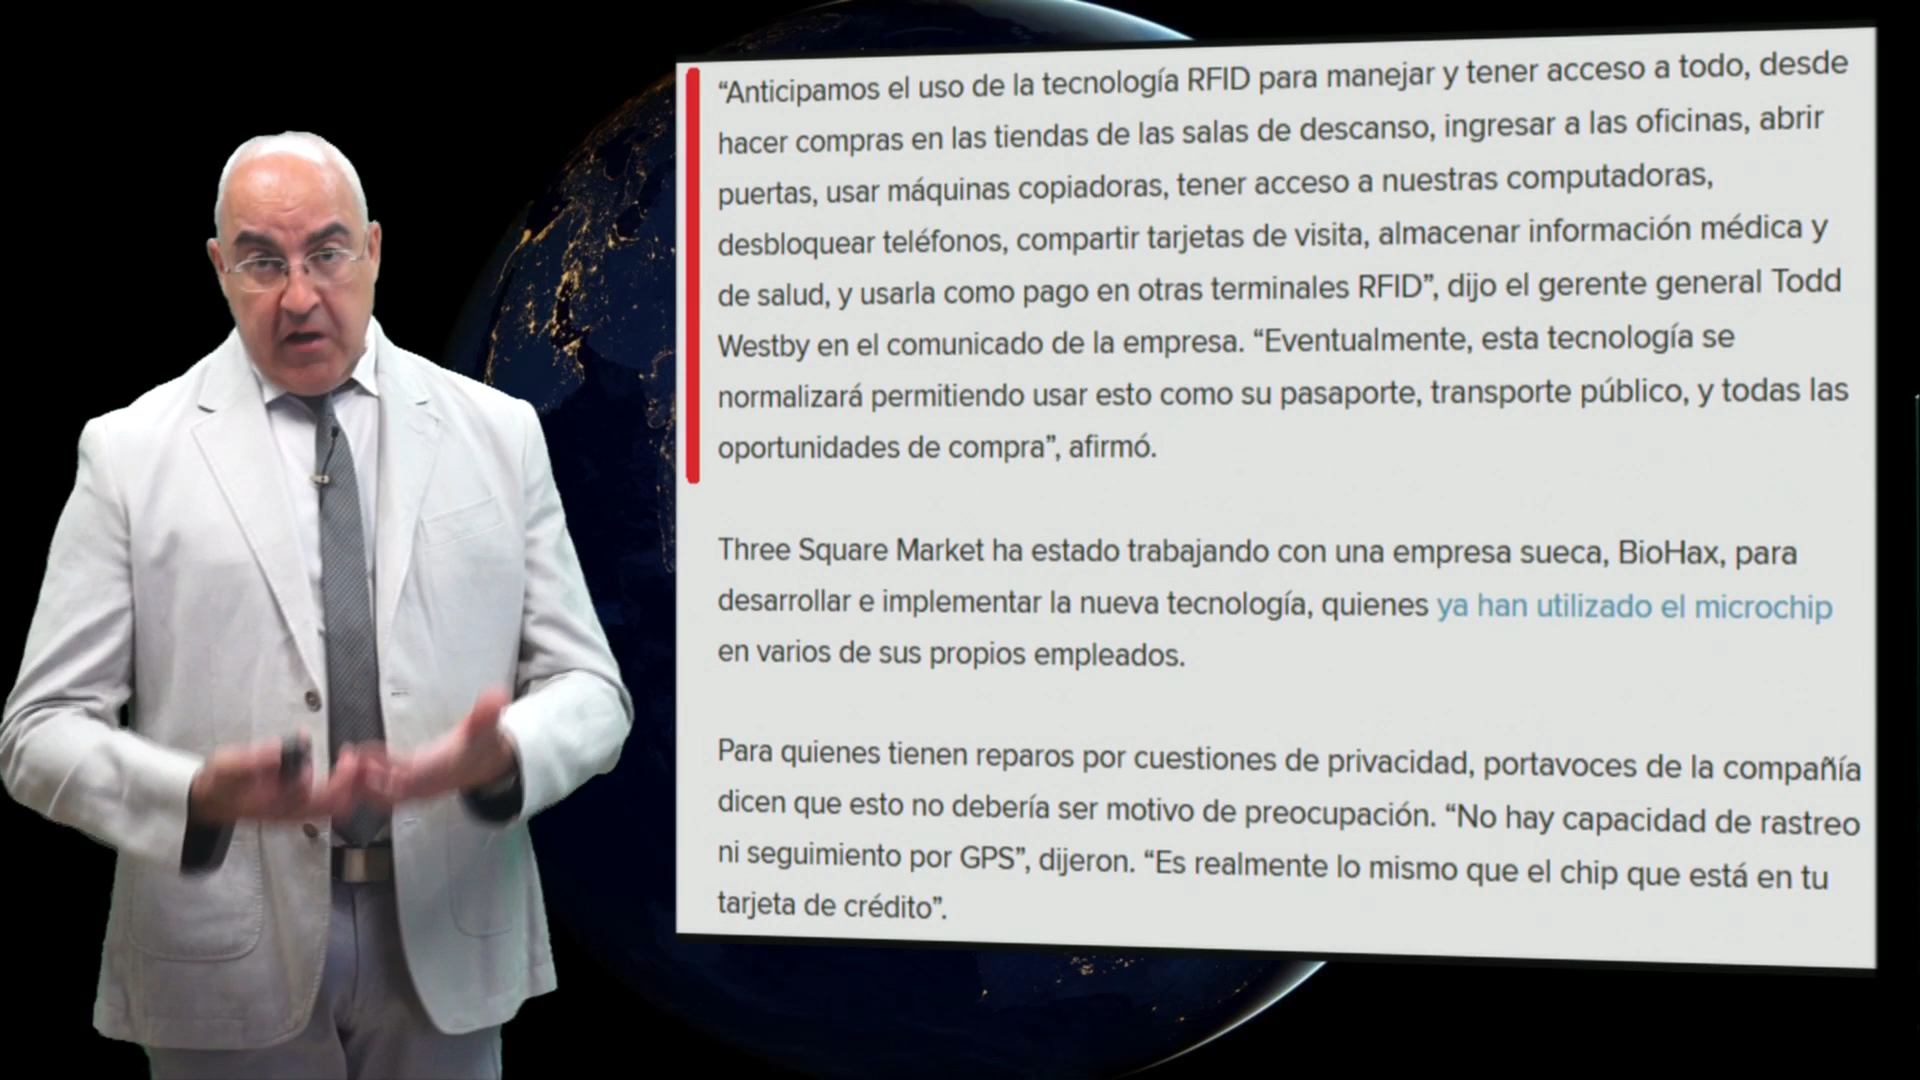 “Anticipamos el uso de la tecnología RFID para manejar y tener acceso a todo, desde
hacer compras en las tiendas de las salas de descanso, ingresar a las oficinas, abrir
puertas, usar máquinas copiadoras, tener acceso a nuestras computadoras,
desbloquear teléfonos, compartir tarjetas de visita, almacenar información médica y
de salud, y usarla como pago en otras terminales RFID”, dijo el gerente general Todd
Westby en el comunicado de la empresa. “Eventualmente, esta tecnología se
normalizará permitiendo usar esto como su pasaporte, transporte público, y todas las
oportunidades de compra”, afirmó.
Three Square Market ha estado trabajando con una empresa sueca, BioHax, para
desarrollar e implementar la nueva tecnología, quienes ya han utilizado el microchip
en varios de sus propios empleados.
Para quienes tienen reparos por cuestiones de privacidad, portavoces de la compañía
dicen que esto no debería ser motivo de preocupación. “No hay capacidad de rastreo
ni seguimiento por GPS”, dijeron. “Es realmente lo mismo que el chip que está en tu
tarjeta de crédito”.